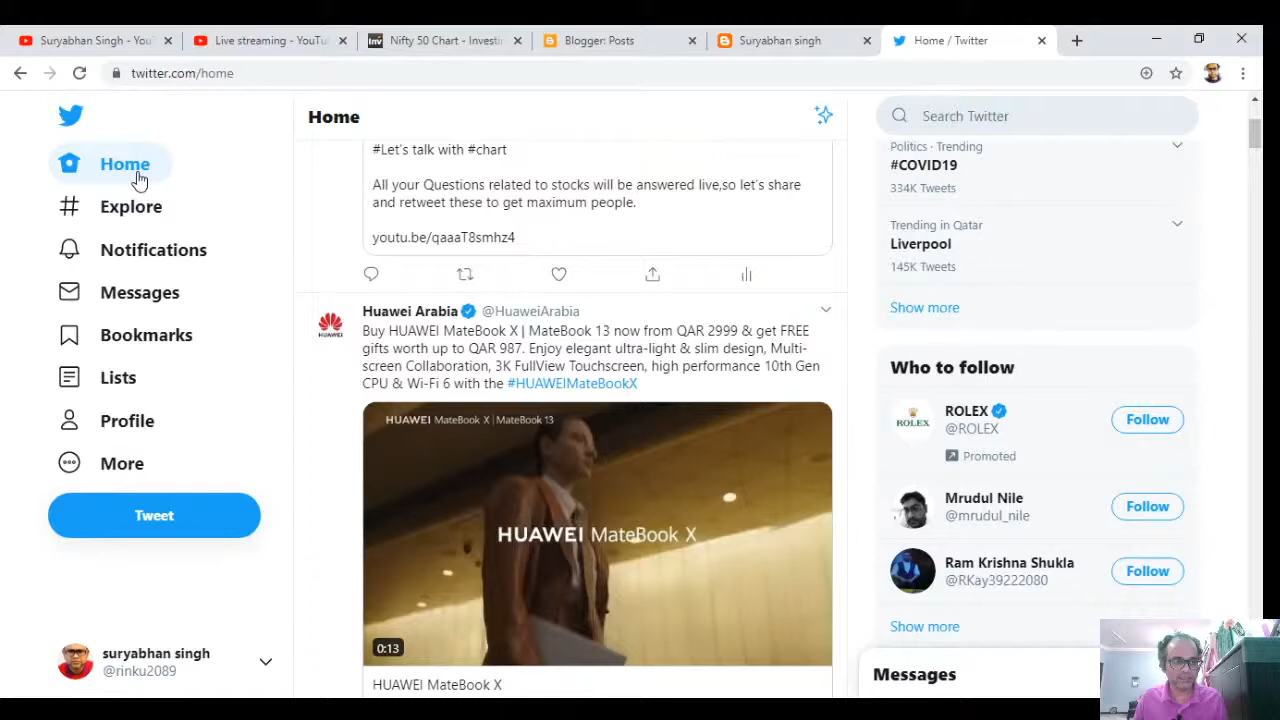 Suryabhan Singh - You
Live streaming - YouTu
Nifty 50 Chart - Investi
Blogger: Posts
Suryabhan singh
Home / Twitter
twitter.com/home
Home
Explore
Notifications
Messages
Bookmarks
Lists
Profile
More
Tweet
suryabhan singh
@rinku2089
Home
#Let's talk with #chart
All your Questions related to stocks will be answered live,so let's share
and retweet these to get maximum people.
youtu.be/qaaaT8smhz4
Huawei Arabia @HuaweiArabia
HUAWEI
Buy HUAWEI MateBook X | MateBook 13 now from QAR 2999 & get FREE
gifts worth up to QAR 987. Enjoy elegant ultra-light & slim design, Multi-
screen Collaboration, 3K FullView Touchscreen, high performance 10th Gen
CPU & Wi-Fi 6 with the #HUAWEIMateBookX
HUAWEI MateBook X | MateBook 13
HUAWEI MateBook X
0:13
HUAWEI MateBook X
Search Twitter
Politics · Trending
#COVID19
334K Tweets
Trending in Qatar
Liverpool
145K Tweets
Show more
Who to follow
ROLEX
ROLEX
@ROLEX
Promoted
Follow
Mrudul Nile
@mrudul_nile
Follow
Ram Krishna Shukla
@RKay39222080
Follow
Show more
Messages